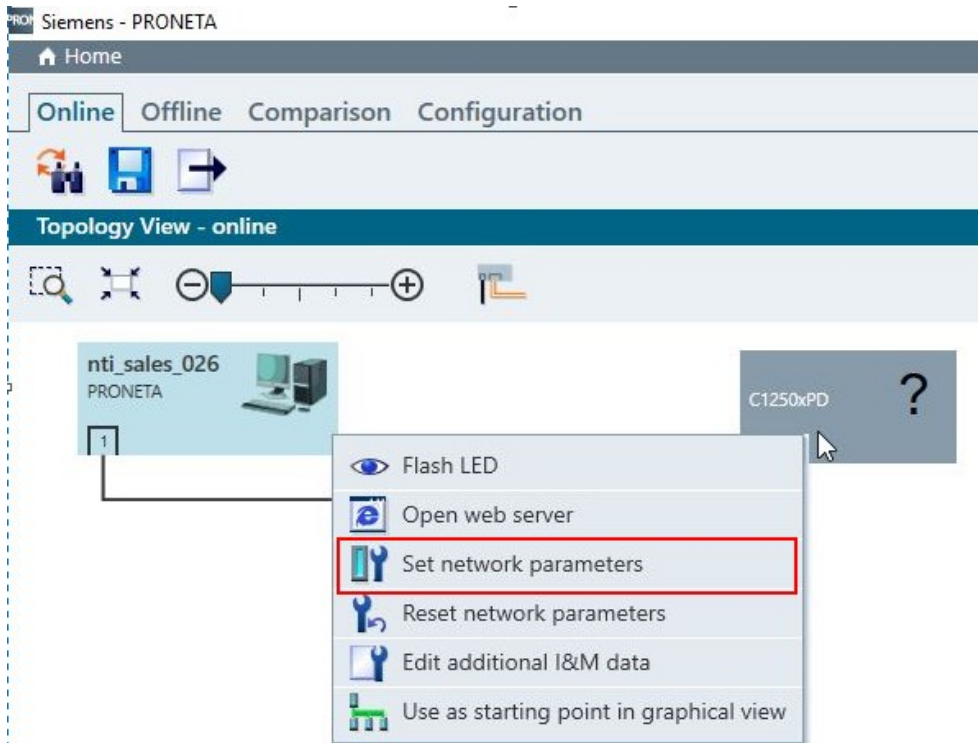 PRON Siemens - PRONETA
Home
Online Offline Comparison Configuration
Topology View - online
nti_sales_026
PRONETA
1
C1250xPD ?
Flash LED
Open web server
Set network parameters
Reset network parameters
Edit additional I&M data
Use as starting point in graphical view